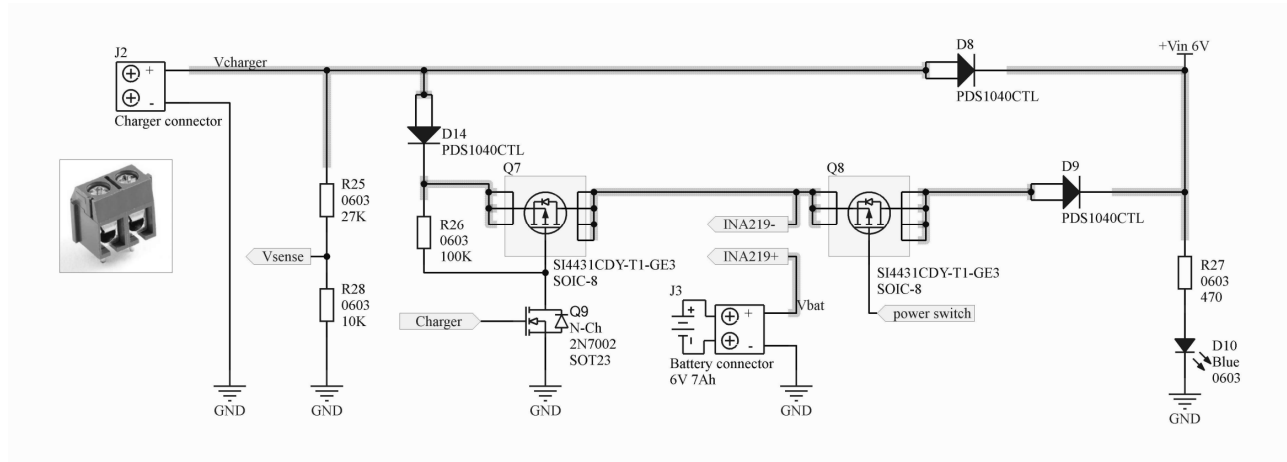 J2
Vcharger
+
-
Charger connector
D8
PDS1040CTL
+Vin 6V
D14
PDS1040CTL
Q7
Q8
D9
PDS1040CTL
R25
0603
27K
R26
0603
100K
INA219-
INA219+
SI4431CDY-T1-GE3
SOIC-8
SI4431CDY-T1-GE3
SOIC-8
Vsense
R28
0603
10K
Charger
Q9
N-Ch
2N7002
SOT23
J3
+
-
+
-
Vbat
Battery connector
6V 7Ah
power switch
R27
0603
470
D10
Blue
0603
GND
GND
GND
GND
GND